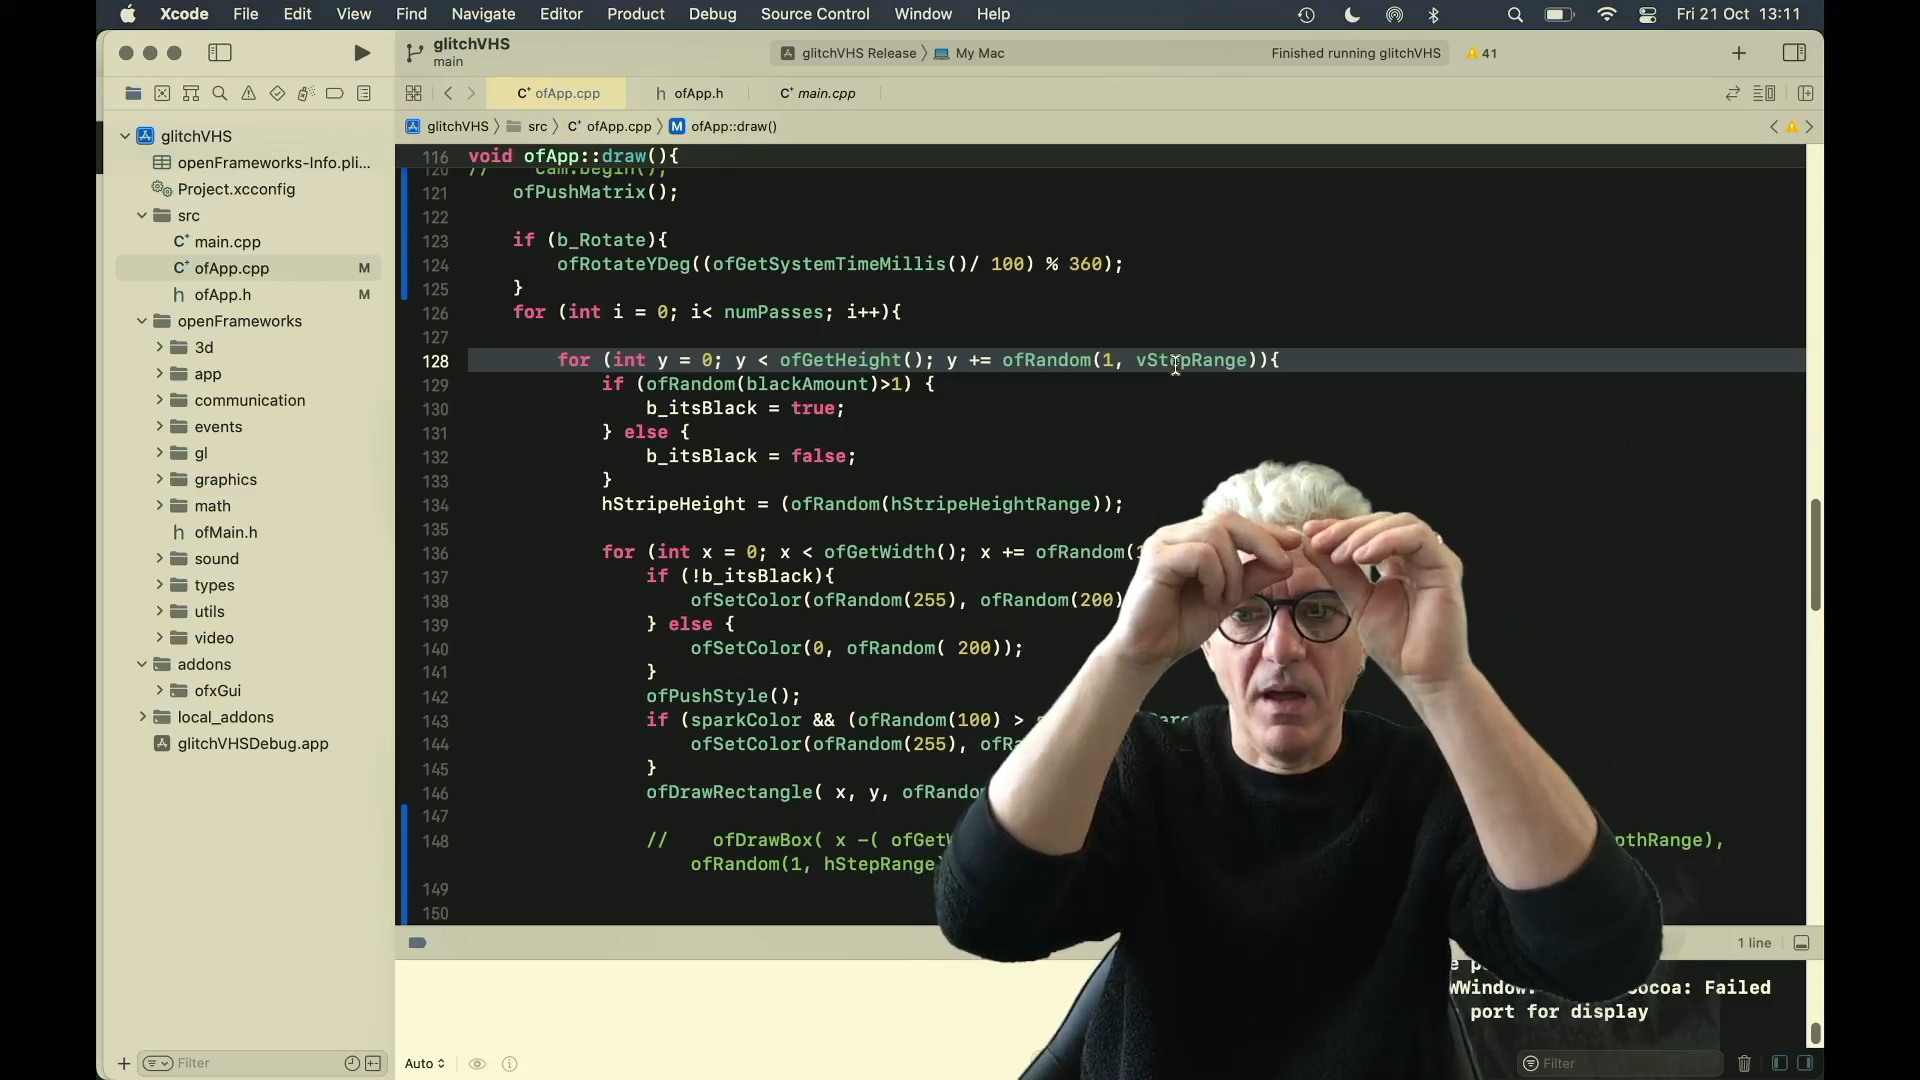 Xcode File Edit View Find Navigate Editor Product Debug Source Control Window Help Fri 21 Oct 13:11
glitchVHS
main
glitchVHS Release 〉 My Mac Finished running glitchVHS 41
ofApp.cpp ofApp.h main.cpp
glitchVHS 〉 src 〉 ofApp.cpp 〉 M ofApp::draw()
glitchVHS
openFrameworks-Info.pli...
Project.xcconfig
src
main.cpp
ofApp.cpp M
ofApp.h M
openFrameworks
3d
app
communication
events
gl
graphics
math
ofMain.h
sound
types
utils
video
addons
ofxGui
local_addons
glitchVHSDebug.app
Filter
116 void ofApp::draw(){
120 // cam.begin();
121 ofPushMatrix();
122
123 if (b_Rotate){
124 ofRotateYDeg((ofGetSystemTimeMillis()/ 100) % 360);
125 }
126 for (int i = 0; i< numPasses; i++){
127
128 for (int y = 0; y < ofGetHeight(); y += ofRandom(1, vStepRange)){
129 if (ofRandom(blackAmount)>1) {
130 b_itsBlack = true;
131 } else {
132 b_itsBlack = false;
133 }
134 hStripeHeight = (ofRandom(hStripeHeightRange));
135
136 for (int x = 0; x < ofGetWidth(); x += ofRandom(
137 if (!b_itsBlack){
138 ofSetColor(ofRandom(255), ofRandom(200)
139 } else {
140 ofSetColor(0, ofRandom( 200));
141 }
142 ofPushStyle();
143 if (sparkColor && (ofRandom(100) >
144 ofSetColor(ofRandom(255),
145 }
146 ofDrawRectangle( x, y,
147
148 // ofDrawBox( x -( pthRange),
ofRandom(1, hStepRange
149
150
1 line
Cocoa: Failed
port for display
Auto
Filter